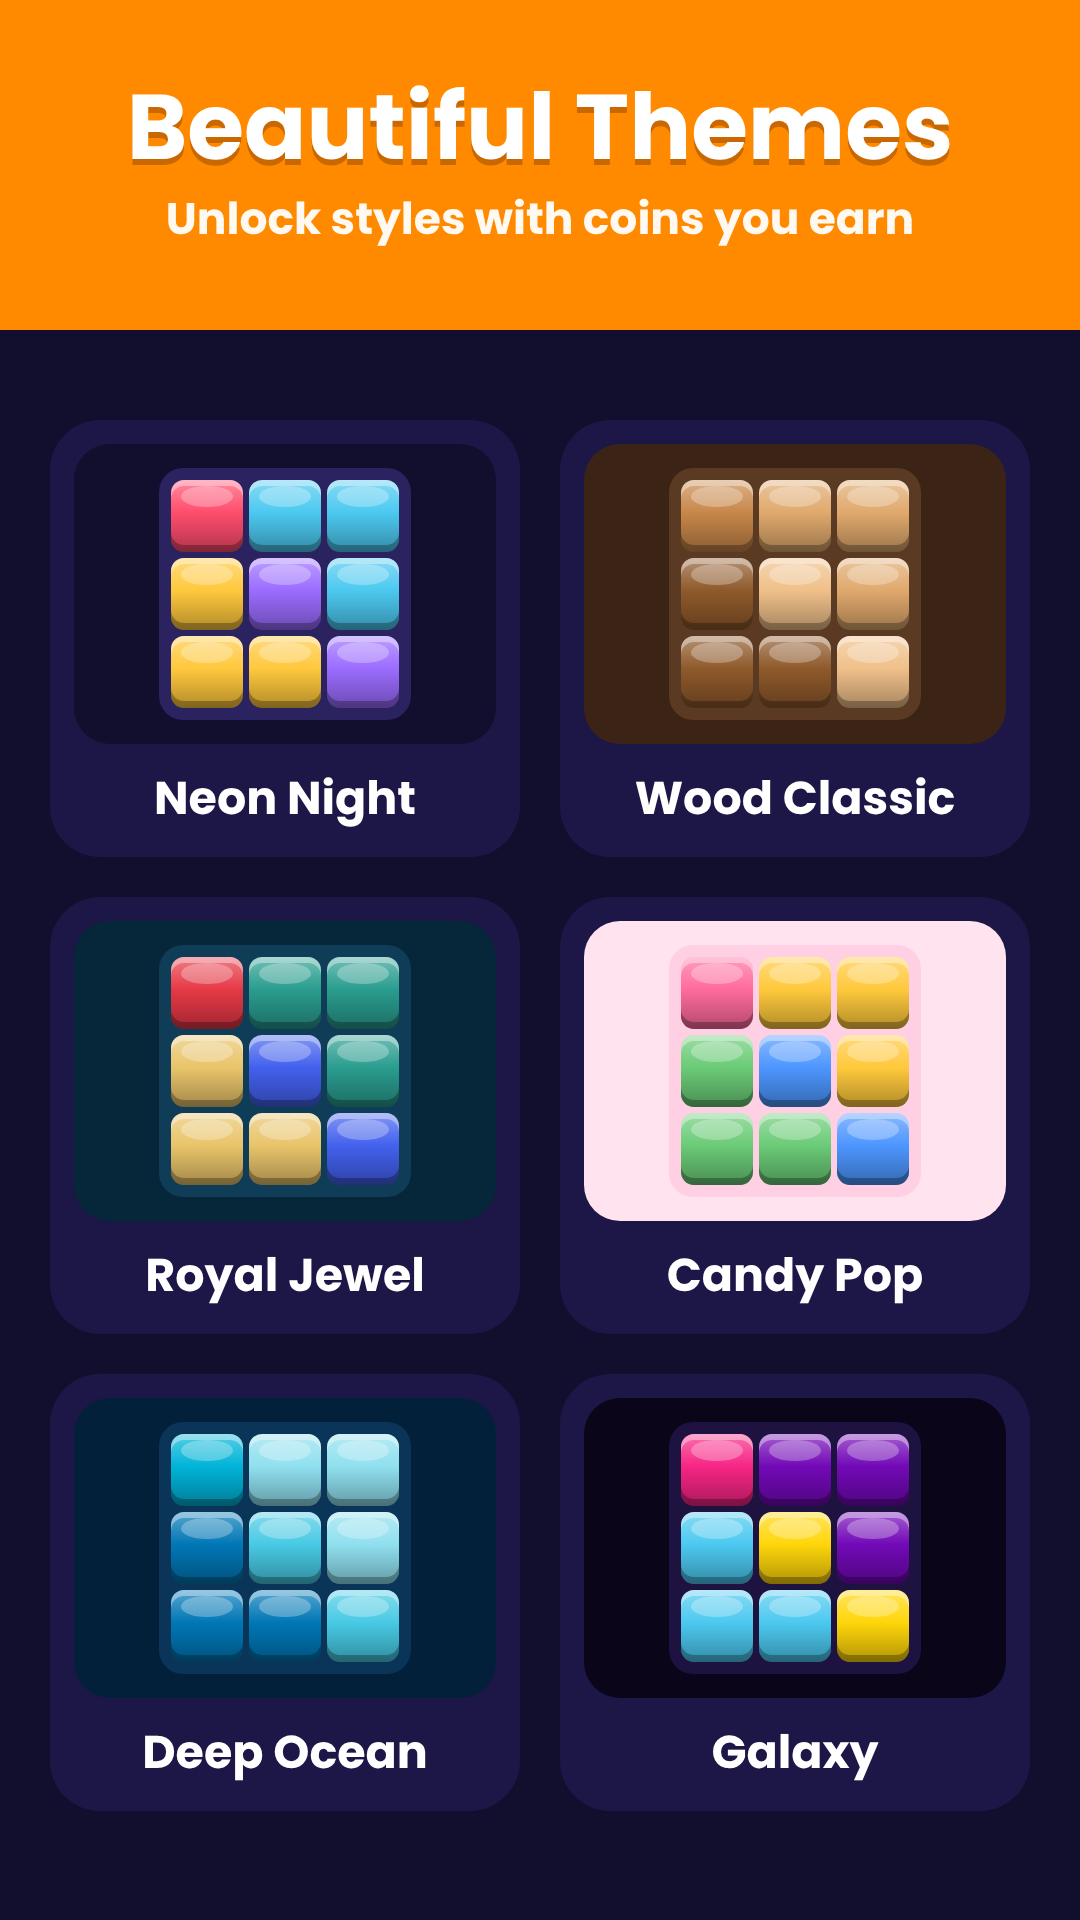 Beautiful Themes
Unlock styles with coins you earn
Neon Night
Wood Classic
Royal Jewel
Candy Pop
Deep Ocean
Galaxy